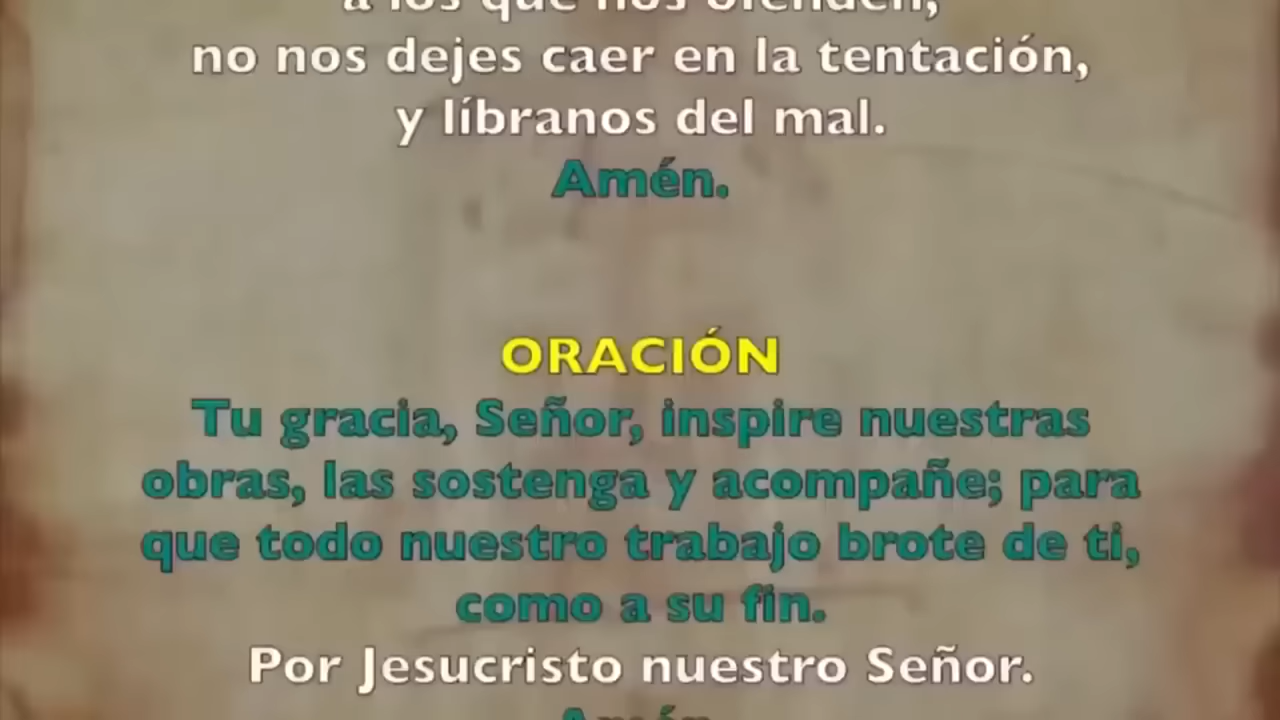 a los que nos ofenden,
no nos dejes caer en la tentación,
y líbranos del mal.
Amén.
ORACIÓN
Tu gracia, Señor, inspire nuestras
obras, las sostenga y acompañe; para
que todo nuestro trabajo brote de ti,
como a su fin.
Por Jesucristo nuestro Señor.
Amén.